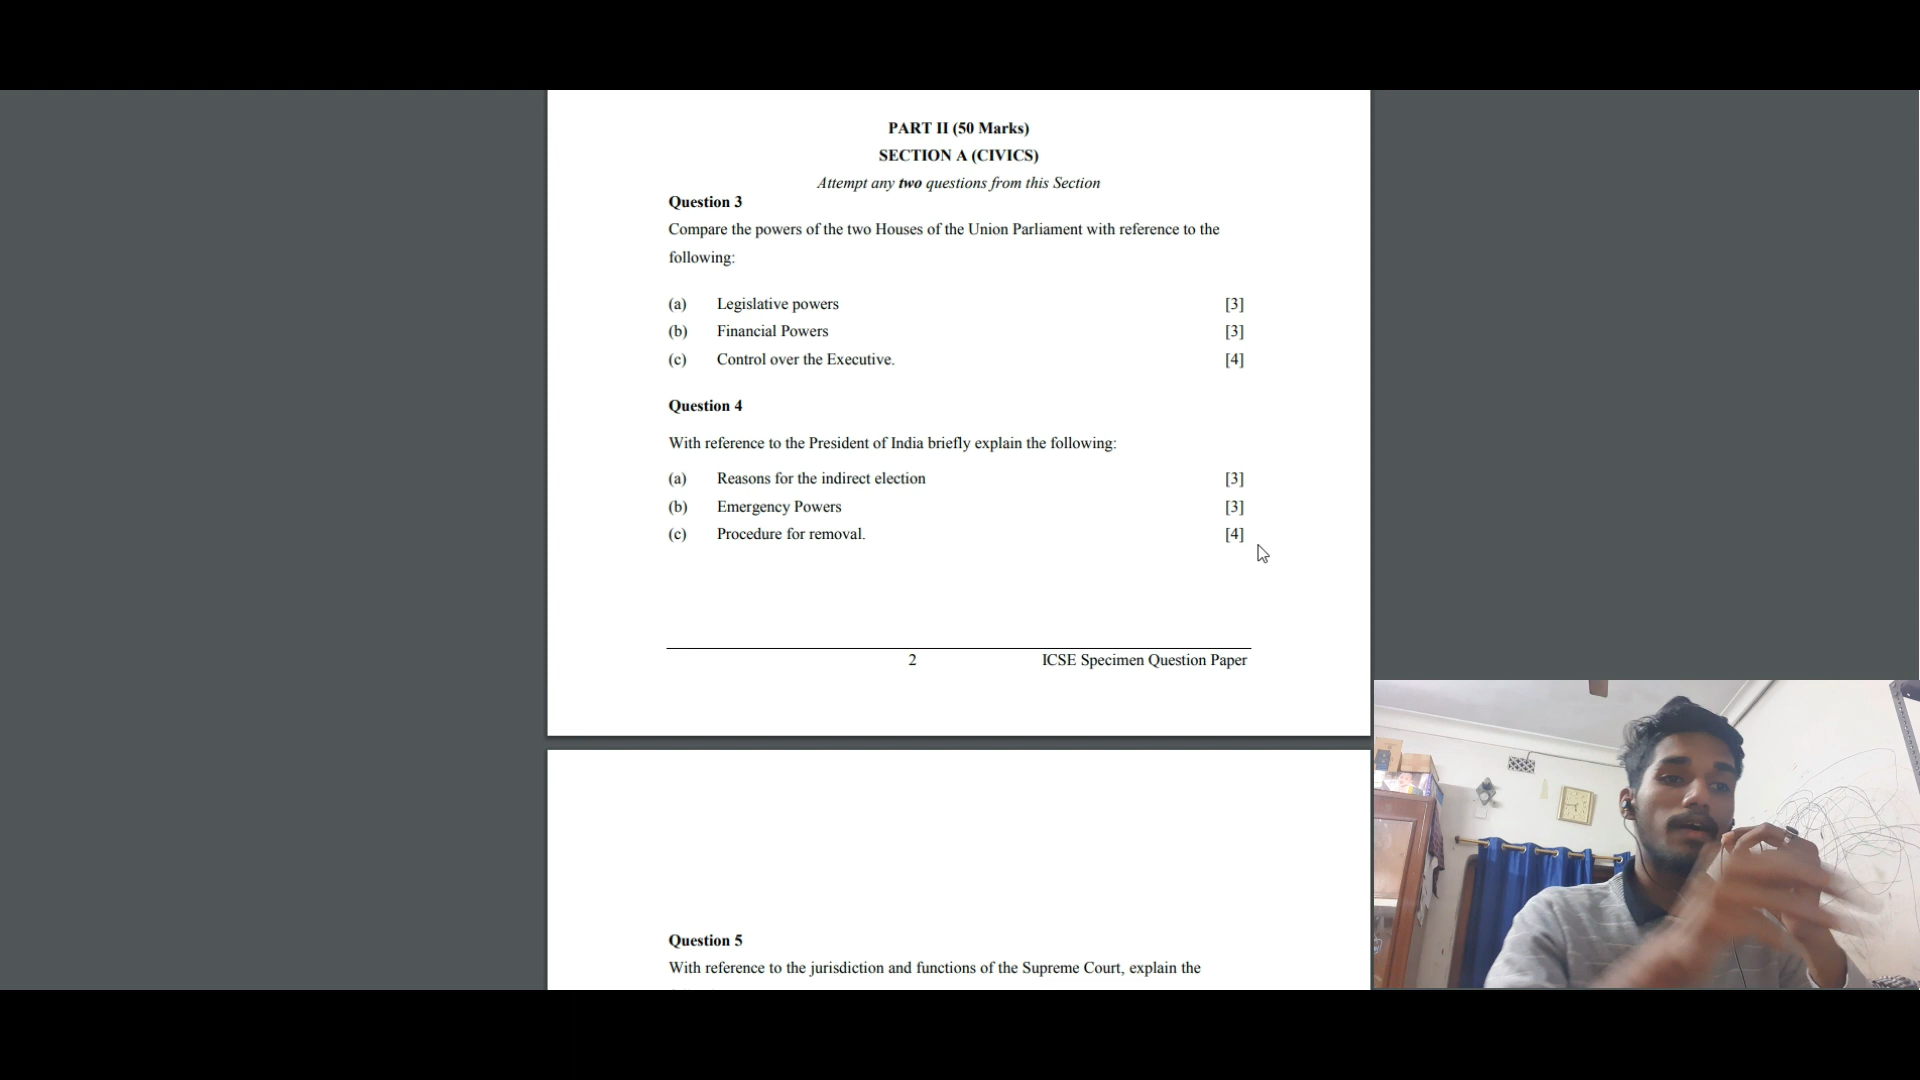 PART II (50 Marks)
SECTION A (CIVICS)
Attempt any two questions from this Section
Question 3
Compare the powers of the two Houses of the Union Parliament with reference to the
following:
(a) Legislative powers [3]
(b) Financial Powers [3]
(c) Control over the Executive. [4]
Question 4
With reference to the President of India briefly explain the following:
(a) Reasons for the indirect election [3]
(b) Emergency Powers [3]
(c) Procedure for removal. [4]
2 ICSE Specimen Question Paper
Question 5
With reference to the jurisdiction and functions of the Supreme Court, explain the